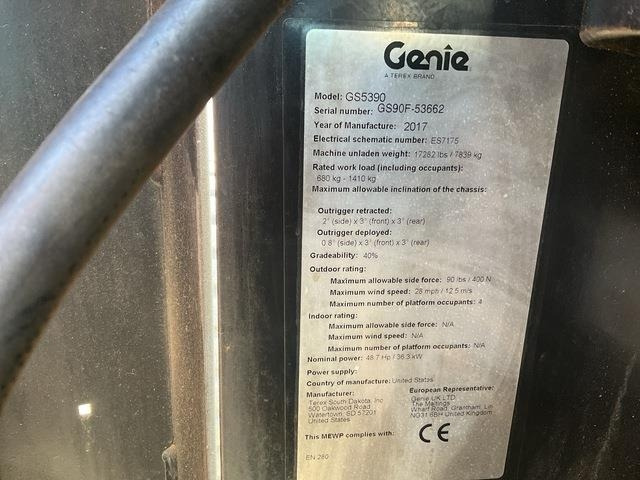 Genie
A TEREX BRAND
Model: GS5390
Serial number: GS90F-53662
Year of Manufacture: 2017
Electrical schematic number: ES7175
Machine unladen weight: 17282 lbs / 7839 kg
Rated work load (including occupants):
680 kg - 1410 kg
Maximum allowable inclination of the chassis:
Outrigger retracted:
2° (side) x 3° (front) x 3° (rear)
Outrigger deployed:
0.8° (side) x 3° (front) x 3° (rear)
Gradeability: 40%
Outdoor rating:
Maximum allowable side force: 90 lbs / 400 N
Maximum wind speed: 28 mph / 12.5 m/s
Maximum number of platform occupants: 4
Indoor rating:
Maximum allowable side force: N/A
Maximum wind speed: N/A
Maximum number of platform occupants: N/A
Nominal power: 48.7 Hp / 36.3 kW
Power supply:
Country of manufacture: United States
Manufacturer:
Terex South Dakota, Inc
500 Oakwood Road
Watertown, SD 57201
United States
European Representative:
Genie UK LTD
The Maltings
Wharf Road, Grantham,
United Kingdom
This MEWP complies with:
CE
EN 280